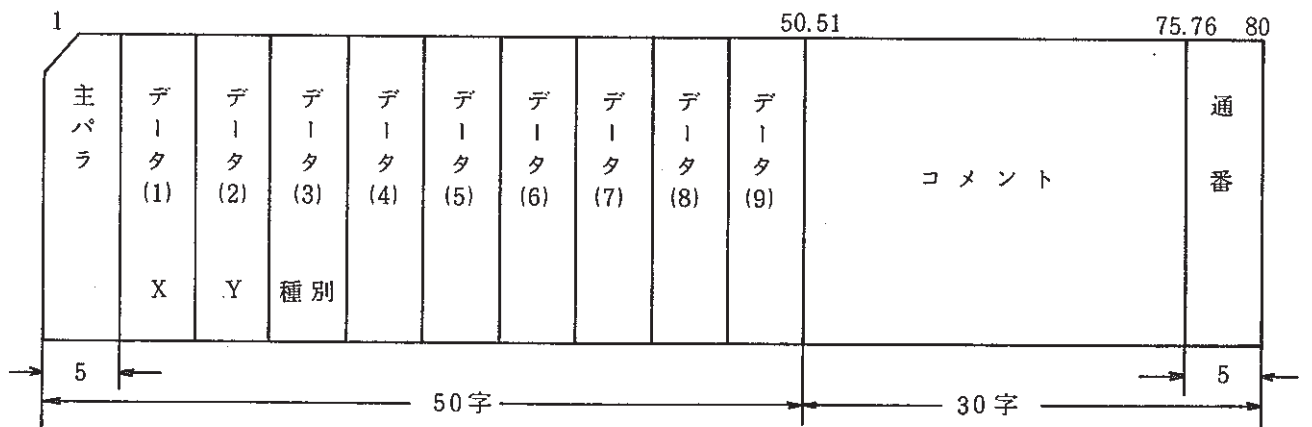 1 50.51 75.76 80
主パラ データ(1) データ(2) データ(3) データ(4) データ(5) データ(6) データ(7) データ(8) データ(9) コメント 通番
X Y 種別
5 5
50字 30字